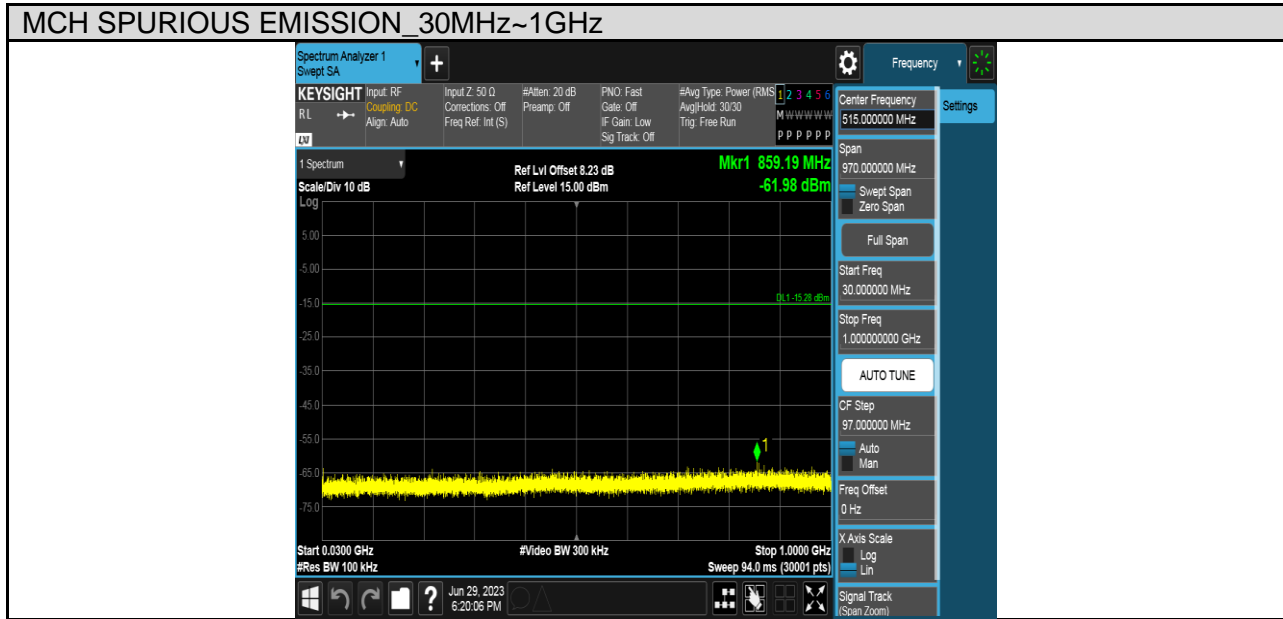 MCH SPURIOUS EMISSION_30MHz~1GHz
Spectrum Analyzer 1
Swept SA
+
Frequency
KEYSIGHT
RL
LXI
Input: RF
Coupling: DC
Align: Auto
Input Z: 50 Ω
Corrections: Off
Freq Ref: Int (S)
#Atten: 20 dB
Preamp: Off
PNO: Fast
Gate: Off
IF Gain: Low
Sig Track: Off
#Avg Type: Power (RMS
Avg|Hold: 30/30
Trig: Free Run
1 2 3 4 5 6
M W W W W W
P P P P P P
1 Spectrum
Scale/Div 10 dB
Log
Ref Lvl Offset 8.23 dB
Ref Level 15.00 dBm
Mkr1 859.19 MHz
-61.98 dBm
5.00
-5.00
-15.0
DL1 -15.28 dBm
-25.0
-35.0
-45.0
-55.0
1
-65.0
-75.0
Start 0.0300 GHz
#Res BW 100 kHz
#Video BW 300 kHz
Stop 1.0000 GHz
Sweep 94.0 ms (30001 pts)
?
Jun 29, 2023
6:20:06 PM
Center Frequency
515.000000 MHz
Span
970.000000 MHz
Swept Span
Zero Span
Full Span
Start Freq
30.000000 MHz
Stop Freq
1.000000000 GHz
AUTO TUNE
CF Step
97.000000 MHz
Auto
Man
Freq Offset
0 Hz
X Axis Scale
Log
Lin
Signal Track
(Span Zoom)
Settings